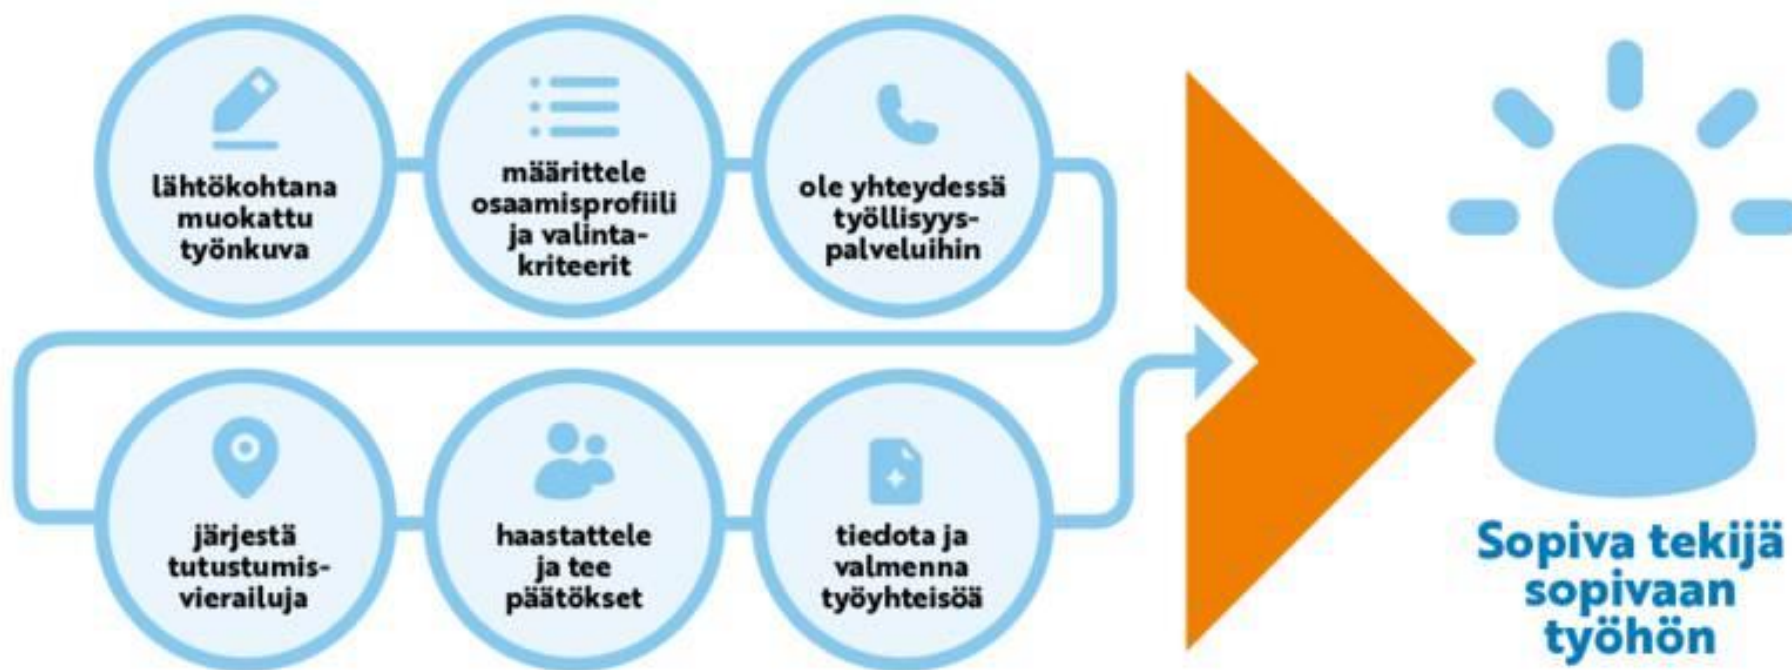 lähtökohtana
muokattu
työnkuva
määrittele
osaamisprofiili
ja valinta-
kriteerit
ole yhteydessä
työllisyys-
palveluihin
järjestä
tutustumis-
vierailuja
haastattele
ja tee
päätökset
tiedota ja
valmenna
työyhteisöä
Sopiva tekijä
sopivaan
työhön